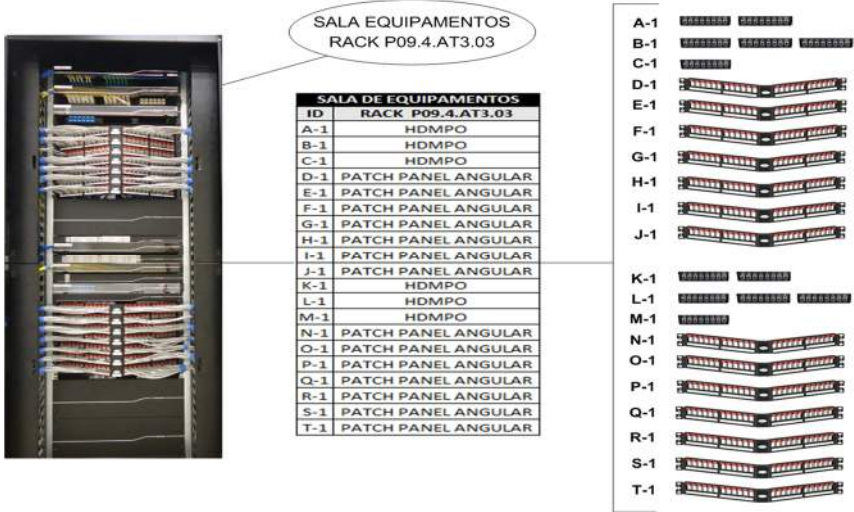 SALA EQUIPAMENTOS
RACK P09.4.AT3.03
SALA DE EQUIPAMENTOS
ID RACK P09.4.AT3.03
A-1 HDMPO
B-1 HDMPO
C-1 HDMPO
D-1 PATCH PANEL ANGULAR
E-1 PATCH PANEL ANGULAR
F-1 PATCH PANEL ANGULAR
G-1 PATCH PANEL ANGULAR
H-1 PATCH PANEL ANGULAR
I-1 PATCH PANEL ANGULAR
J-1 PATCH PANEL ANGULAR
K-1 HDMPO
L-1 HDMPO
M-1 HDMPO
N-1 PATCH PANEL ANGULAR
O-1 PATCH PANEL ANGULAR
P-1 PATCH PANEL ANGULAR
Q-1 PATCH PANEL ANGULAR
R-1 PATCH PANEL ANGULAR
S-1 PATCH PANEL ANGULAR
T-1 PATCH PANEL ANGULAR
A-1
B-1
C-1
D-1
E-1
F-1
G-1
H-1
I-1
J-1
K-1
L-1
M-1
N-1
O-1
P-1
Q-1
R-1
S-1
T-1